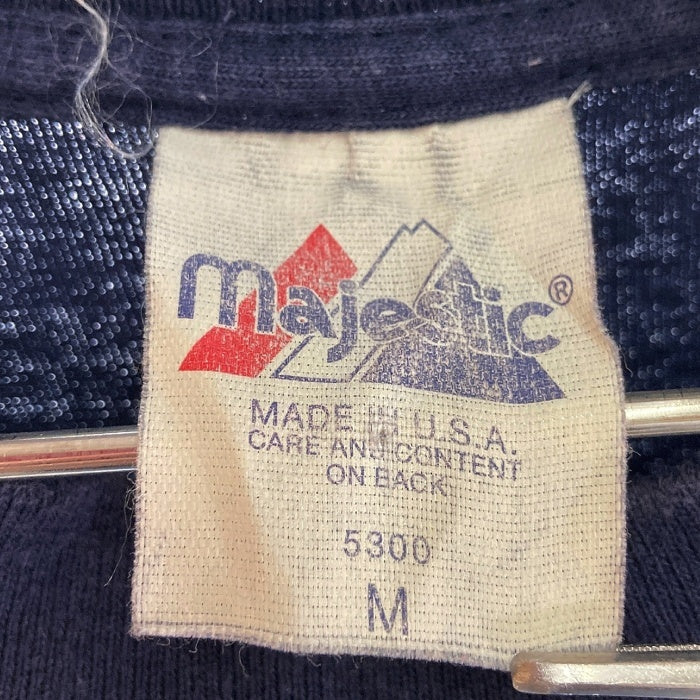 majestic®
MADE IN U.S.A.
CARE AND CONTENT
ON BACK
5300
M